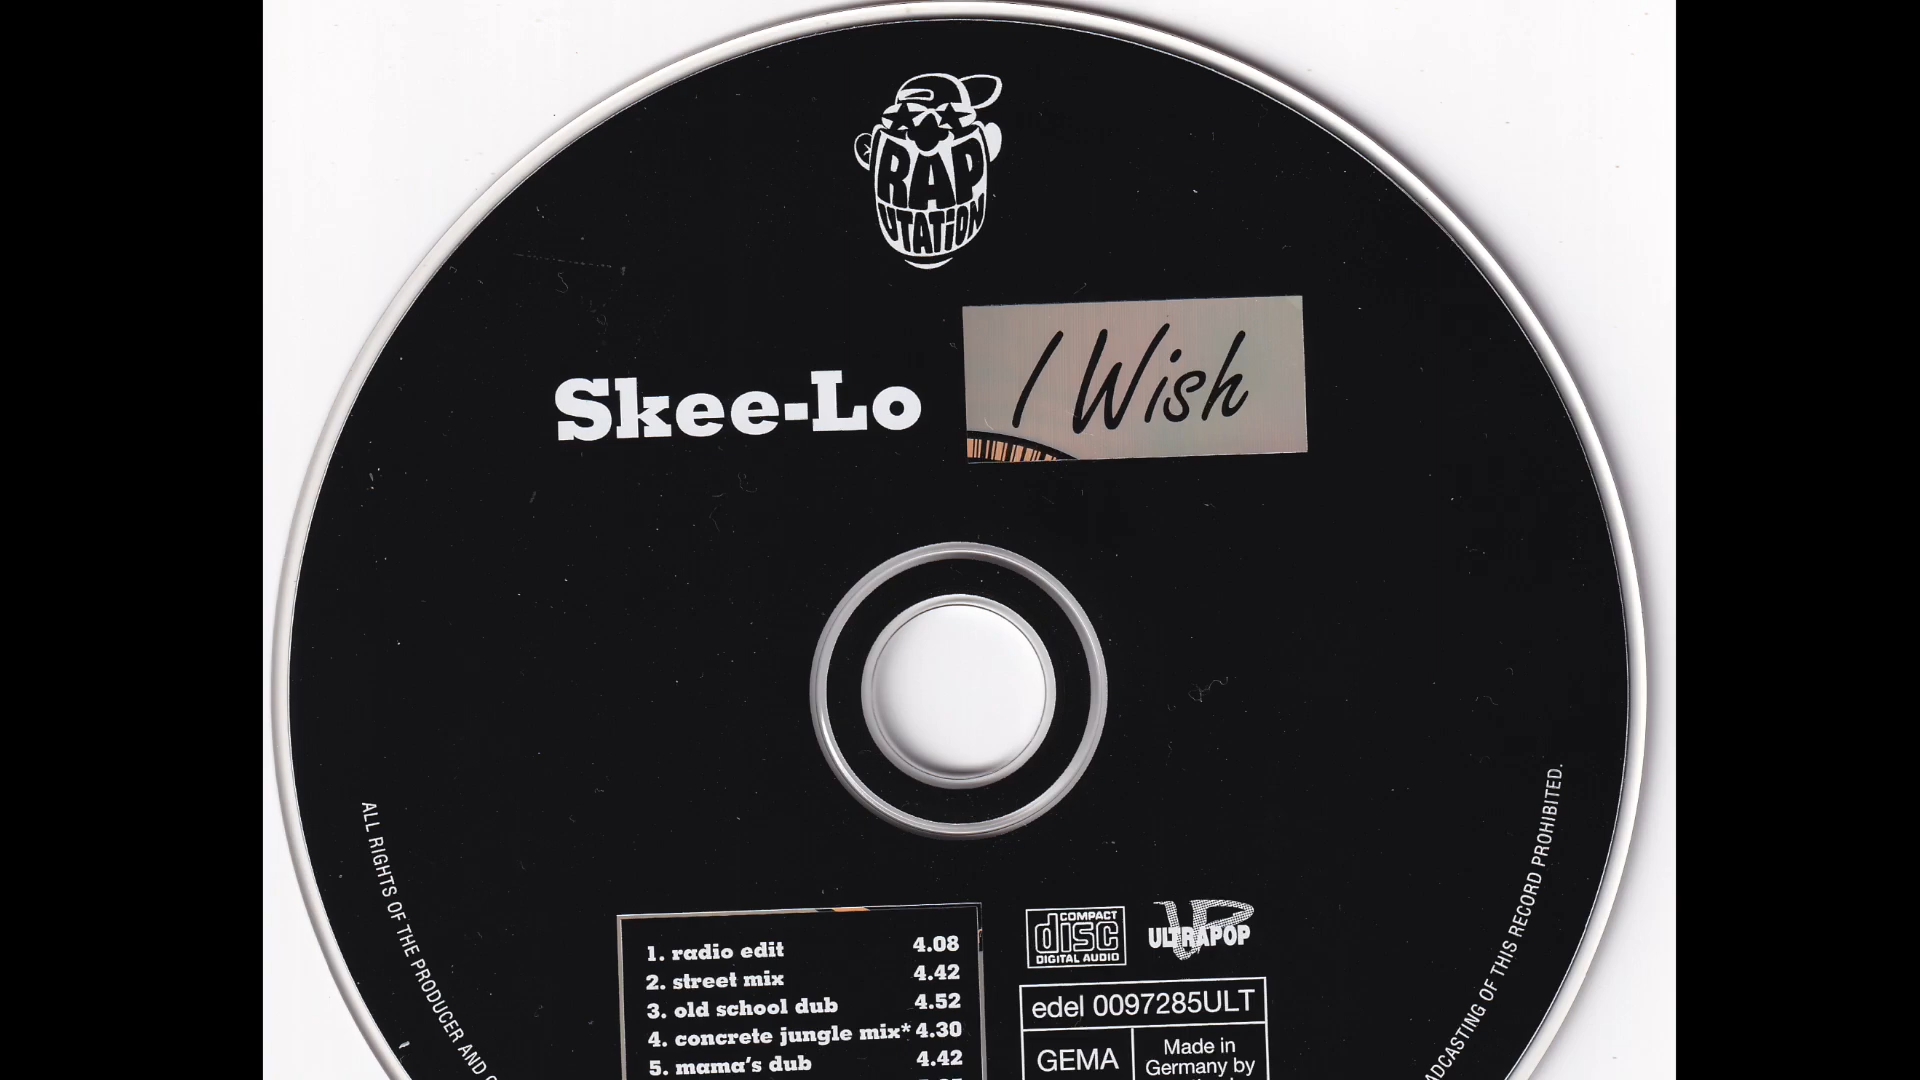 RAP
UTATION
Skee-Lo
I Wish
ALL RIGHTS OF THE PRODUCER AND
1. radio edit 4.08
2. street mix 4.42
3. old school dub 4.52
4. concrete jungle mix* 4.30
5. mama's dub 4.42
COMPACT
disc
DIGITAL AUDIO
UP
ULTRAPOP
edel 0097285ULT
GEMA
Made in
Germany by
OF THIS RECORD PROHIBITED.